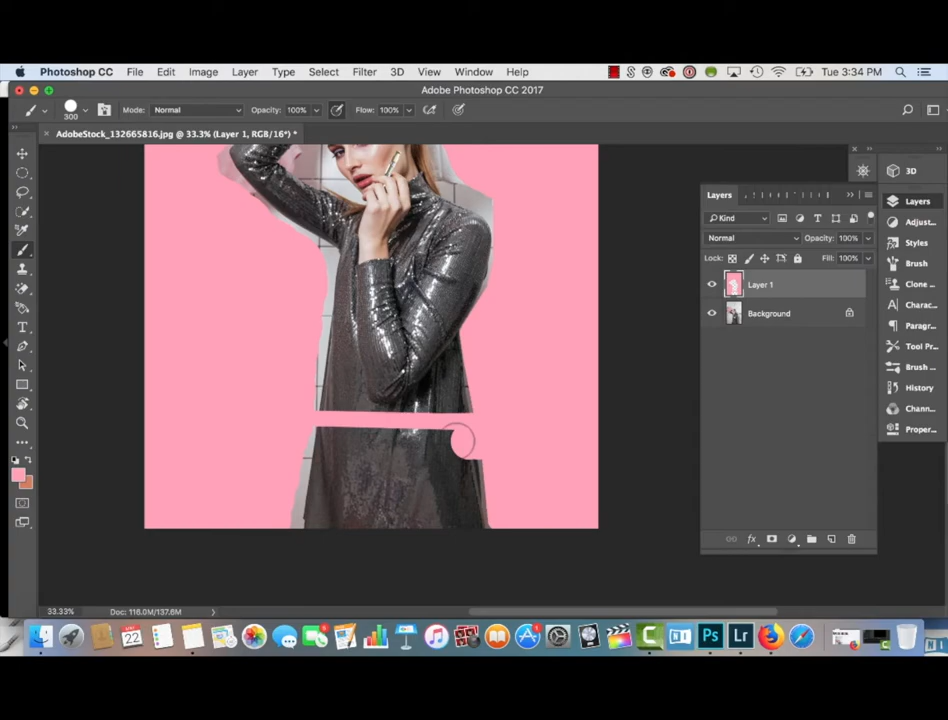 Photoshop CC File Edit Image Layer Type Select Filter 3D View Window Help Tue 3:34 PM
Adobe Photoshop CC 2017
300 Mode: Normal Opacity: 100% Flow: 100%
× AdobeStock_132665816.jpg @ 33.3% (Layer 1, RGB/16*) *
3D
Layers
Layers
Kind
Adjust...
Normal Opacity: 100%
Styles
Lock: Fill: 100%
Brush
Layer 1
Clone ...
Background
Charac...
Paragr...
Tool Pr...
Brush ...
History
Chann...
Proper...
fx
33.33% Doc: 116.0M/137.6M
22
Ps Lr